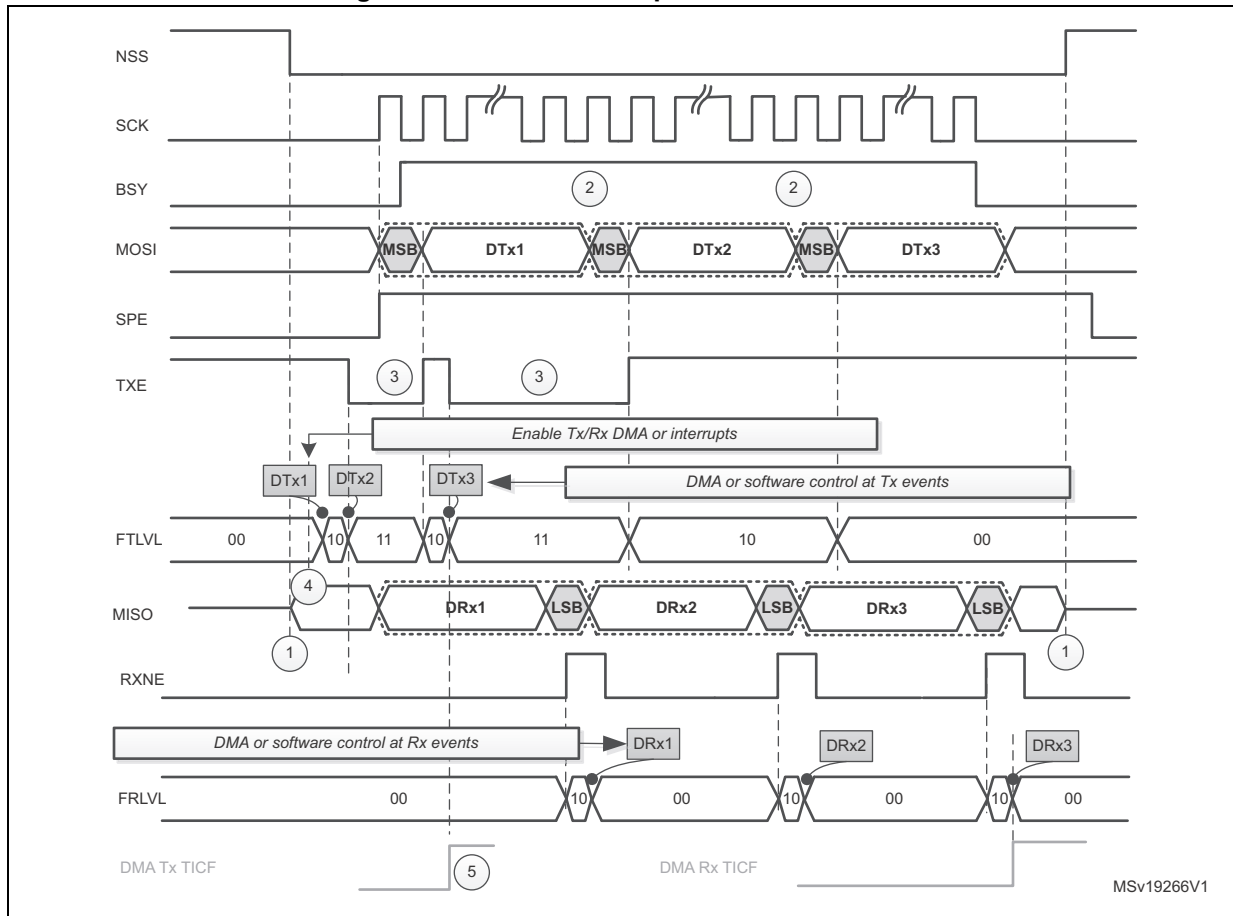 NSS
SCK
BSY
2 2
MOSI
MSB DTx1 MSB DTx2 MSB DTx3
SPE
TXE
3 3
Enable Tx/Rx DMA or interrupts
DTx1 DTx2 DTx3
DMA or software control at Tx events
FTLVL
00 10 11 10 11 10 00
4
MISO
DRx1 LSB DRx2 LSB DRx3 LSB
1 1
RXNE
DMA or software control at Rx events
DRx1 DRx2 DRx3
FRLVL
00 10 00 10 00 10 00
DMA Tx TICF
5
DMA Rx TICF
MSv19266V1